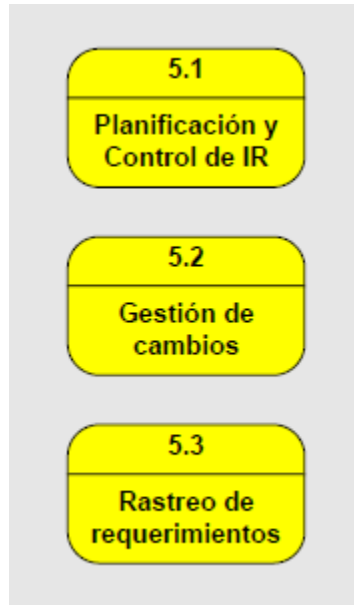 5.1
Planificación y
Control de IR
5.2
Gestión de
cambios
5.3
Rastreo de
requerimientos